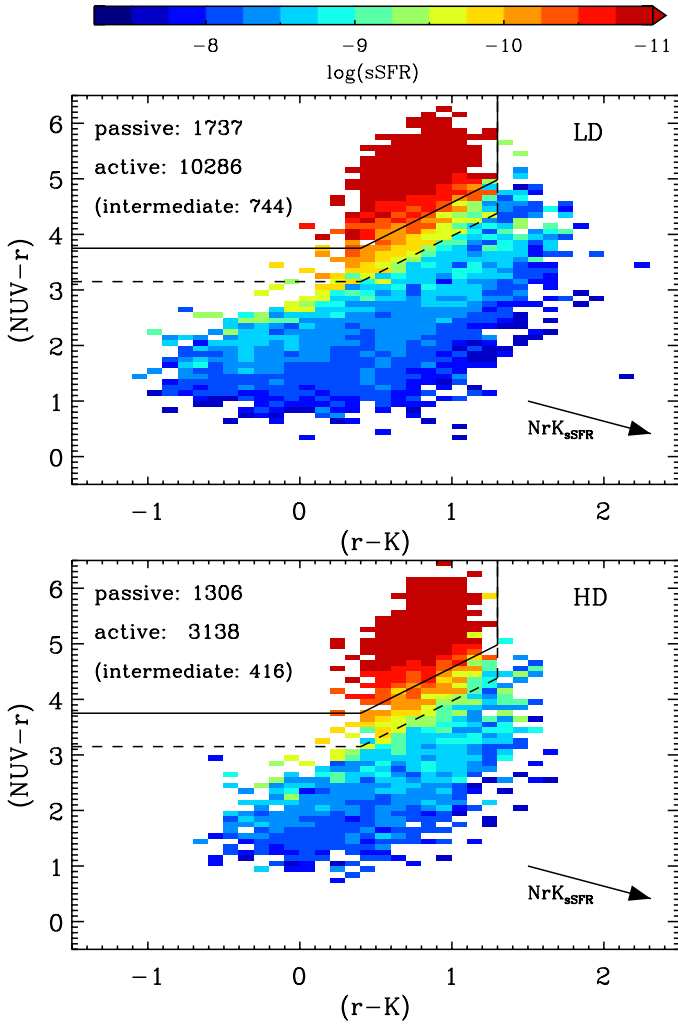 −8 −9 −10 −11
log(sSFR)
6
5
4
3
2
1
0
(NUV−r)
passive: 1737
active: 10286
(intermediate: 744)
LD
NrKsSFR
−1 0 1 2
(r−K)
6
5
4
3
2
1
0
(NUV−r)
passive: 1306
active: 3138
(intermediate: 416)
HD
NrKsSFR
−1 0 1 2
(r−K)